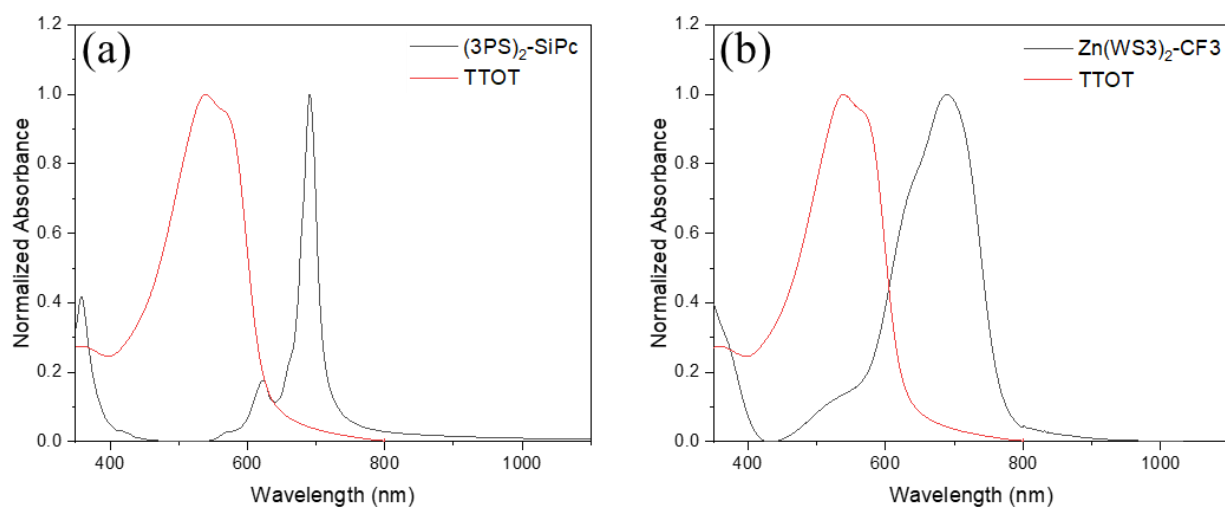 (a)
(3PS)₂-SiPc
TTOT
1.2
1.0
0.8
0.6
0.4
0.2
0.0
Normalized Absorbance
400 600 800 1000
Wavelength (nm)
(b)
Zn(WS3)₂-CF3
TTOT
1.2
1.0
0.8
0.6
0.4
0.2
0.0
Normalized Absorbance
400 600 800 1000
Wavelength (nm)